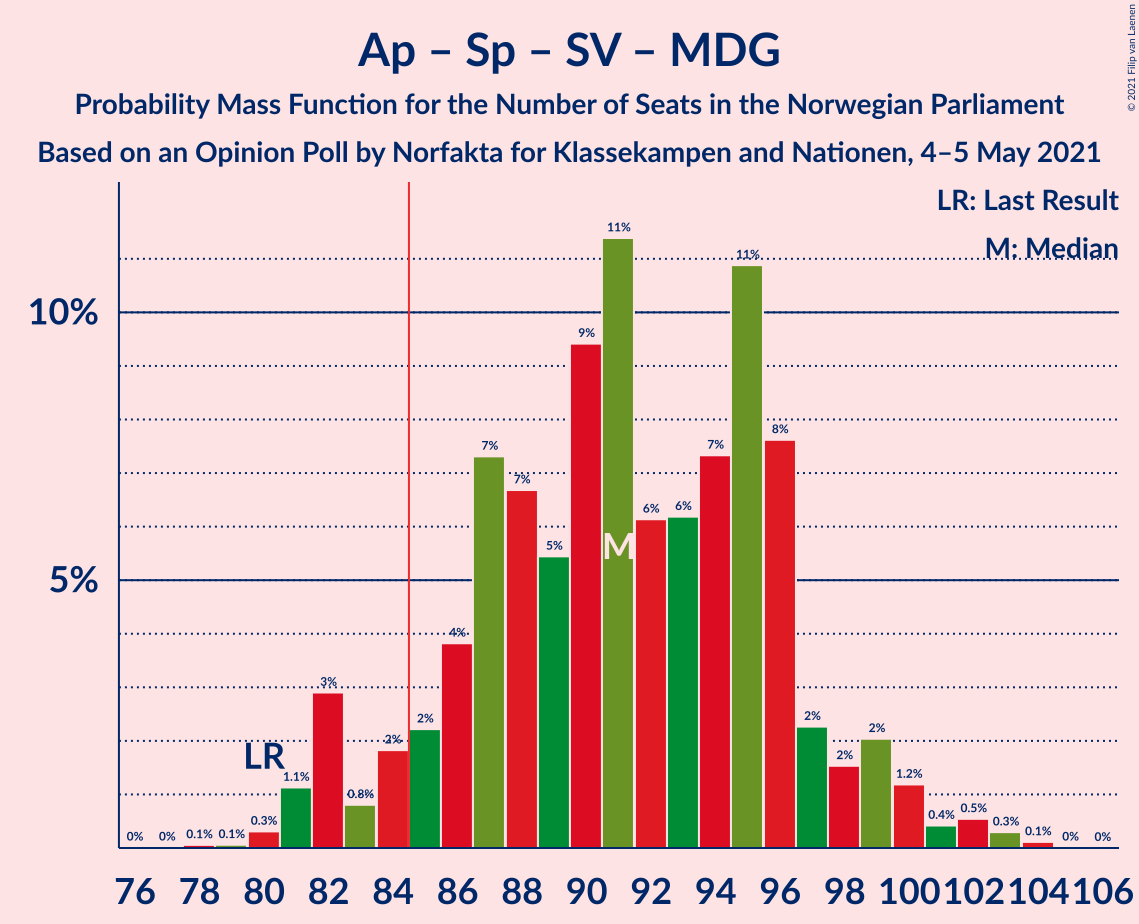 Ap – Sp – SV – MDG
Probability Mass Function for the Number of Seats in the Norwegian Parliament
Based on an Opinion Poll by Norfakta for Klassekampen and Nationen, 4–5 May 2021
© 2021 Filip van Laenen
LR: Last Result
M: Median
10%
5%
LR
M
0% 0% 0.1% 0.1% 0.3% 1.1% 3% 0.8% 2% 2% 4% 7% 7% 5% 9% 11% 6% 6% 7% 11% 8% 2% 2% 2% 1.2% 0.4% 0.5% 0.3% 0.1% 0% 0%
76 78 80 82 84 86 88 90 92 94 96 98 100 102 104 106